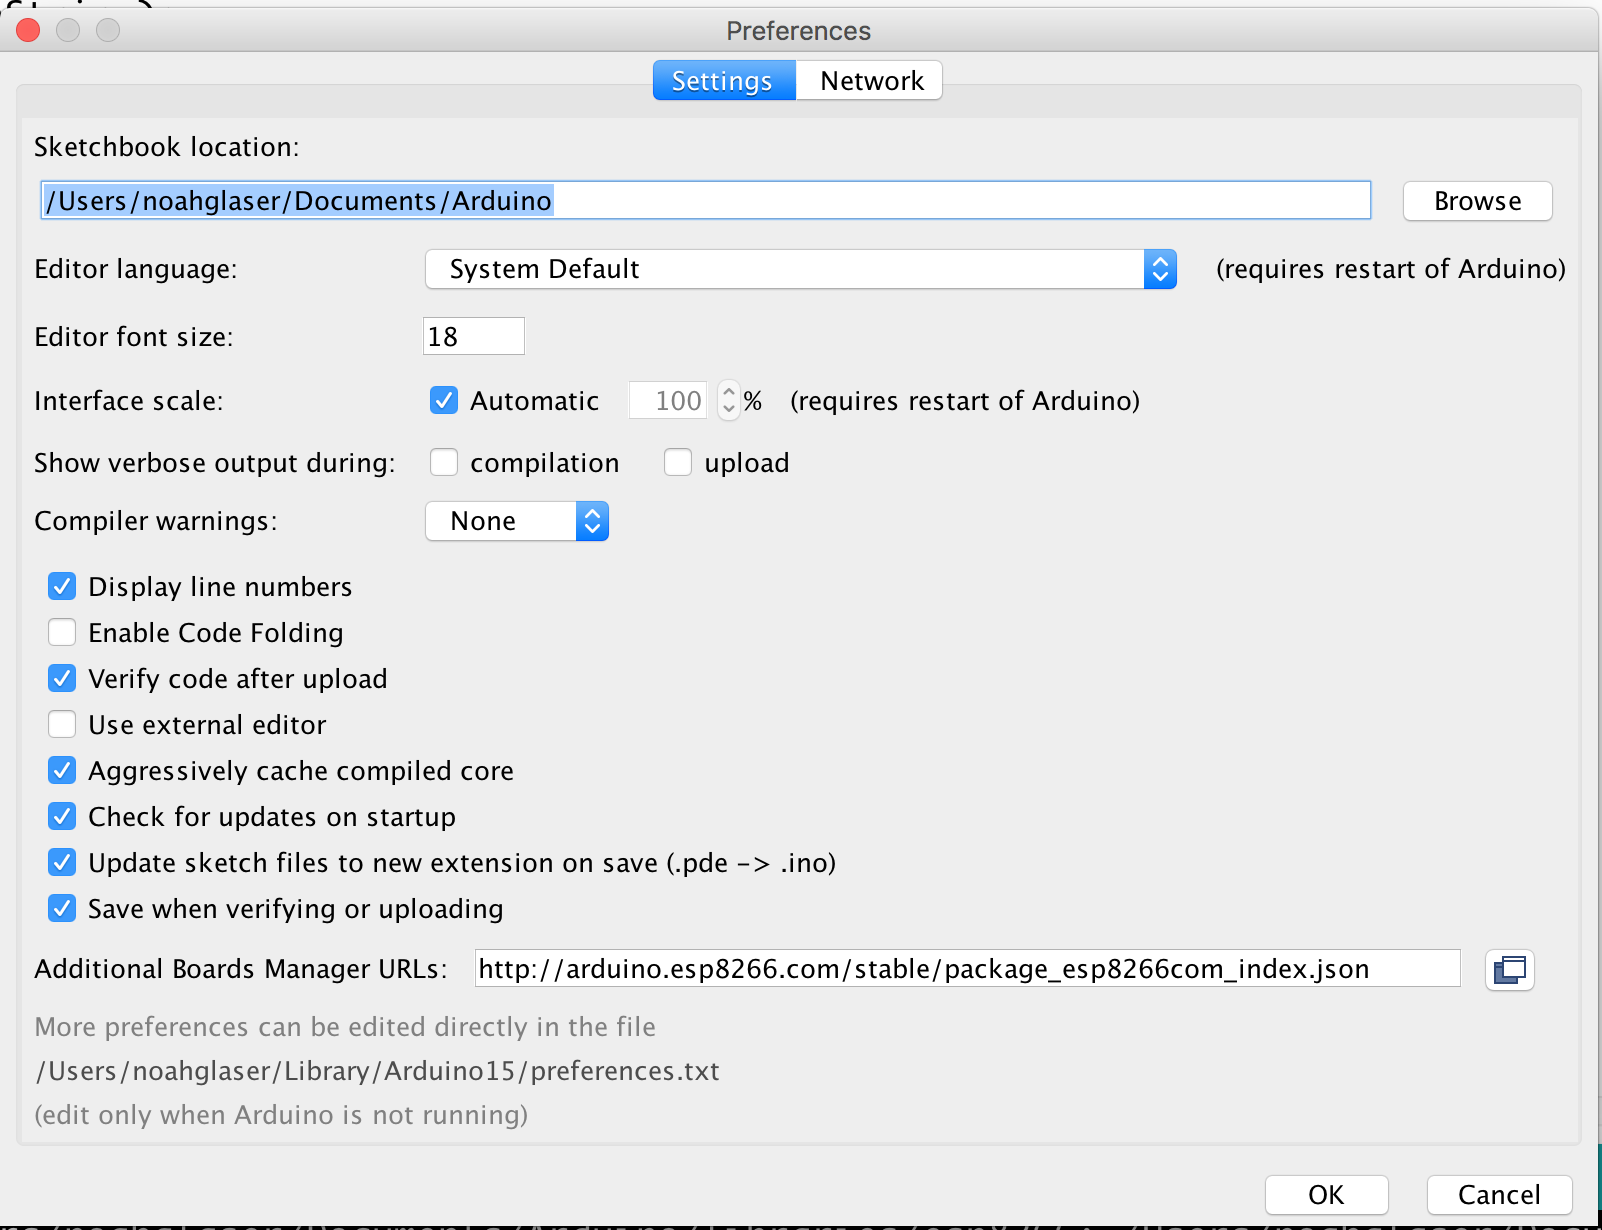 Preferences
Settings Network
Sketchbook location:
/Users/noahglaser/Documents/Arduino Browse
Editor language: System Default (requires restart of Arduino)
Editor font size: 18
Interface scale: Automatic 100 % (requires restart of Arduino)
Show verbose output during: compilation upload
Compiler warnings: None
Display line numbers
Enable Code Folding
Verify code after upload
Use external editor
Aggressively cache compiled core
Check for updates on startup
Update sketch files to new extension on save (.pde -> .ino)
Save when verifying or uploading
Additional Boards Manager URLs: http://arduino.esp8266.com/stable/package_esp8266com_index.json
More preferences can be edited directly in the file
/Users/noahglaser/Library/Arduino15/preferences.txt
(edit only when Arduino is not running)
OK Cancel